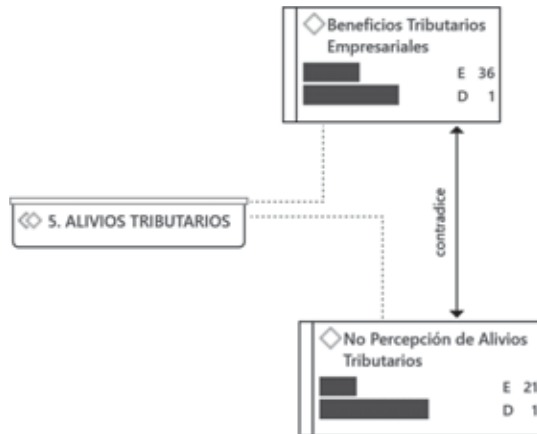 Beneficios Tributarios
Empresariales
E 36
D 1
5. ALIVIOS TRIBUTARIOS
contradice
No Percepción de Alivios
Tributarios
E 21
D 1